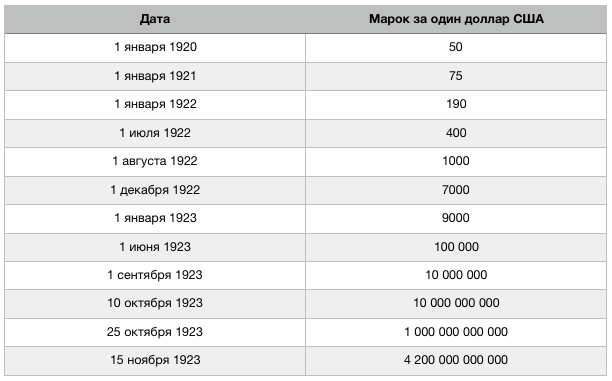 Дата Марок за один доллар США
1 января 1920 50
1 января 1921 75
1 января 1922 190
1 июля 1922 400
1 августа 1922 1000
1 декабря 1922 7000
1 января 1923 9000
1 июня 1923 100 000
1 сентября 1923 10 000 000
10 октября 1923 10 000 000 000
25 октября 1923 1 000 000 000 000
15 ноября 1923 4 200 000 000 000